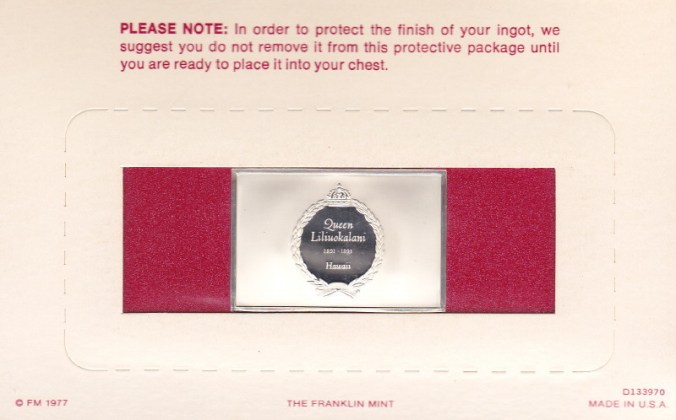 PLEASE NOTE: In order to protect the finish of your ingot, we
suggest you do not remove it from this protective package until
you are ready to place it into your chest.
Queen
Liliuokalani
Hawaii
D133970
© FM 1977
THE FRANKLIN MINT
MADE IN U.S.A.